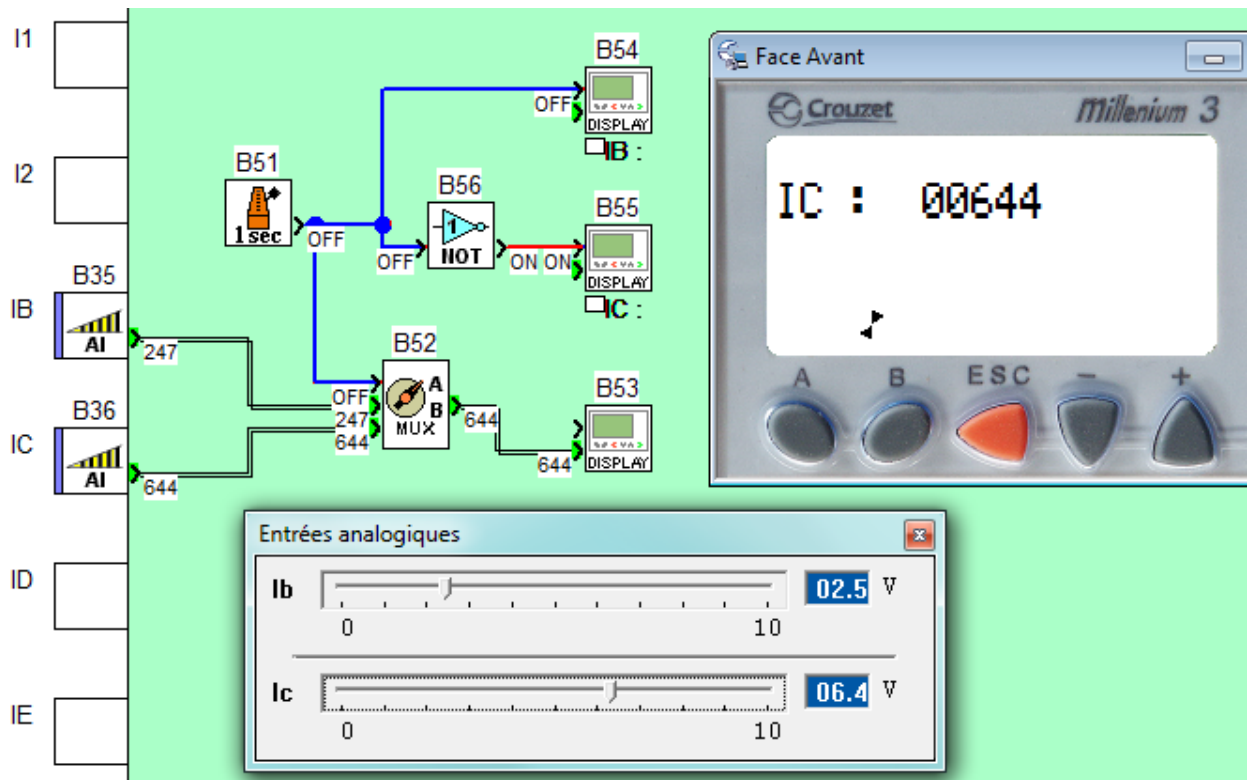 I1
I2
IB
IC
ID
IE
B51
1 sec
OFF
B54
OFF
DISPLAY
IB :
B56
OFF
NOT
ON ON
B55
DISPLAY
IC :
B35
AI
247
B36
AI
644
B52
A
B
MUX
OFF
247
644
644
B53
644
DISPLAY
Face Avant
Crouzet
Millenium 3
IC : 00644
A B ESC − +
Entrées analogiques
Ib 02.5 V
0 10
Ic 06.4 V
0 10